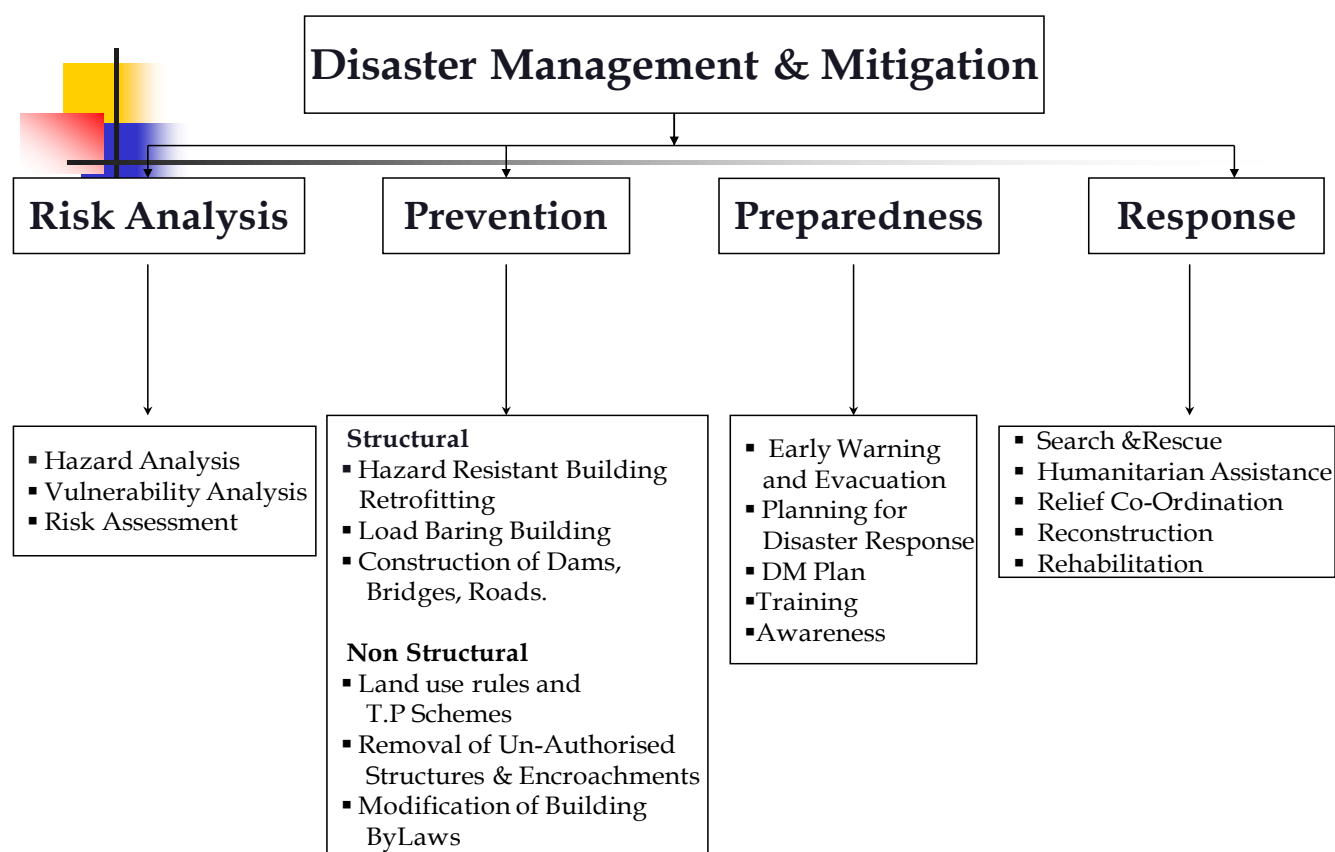 Disaster Management & Mitigation
Risk Analysis
Prevention
Preparedness
Response
▪ Hazard Analysis
▪ Vulnerability Analysis
▪ Risk Assessment
Structural
▪ Hazard Resistant Building
Retrofitting
▪ Load Baring Building
▪ Construction of Dams,
Bridges, Roads.
Non Structural
▪ Land use rules and
T.P Schemes
▪ Removal of Un-Authorised
Structures & Encroachments
▪ Modification of Building
ByLaws
▪ Early Warning
and Evacuation
▪ Planning for
Disaster Response
▪ DM Plan
▪Training
▪Awareness
▪ Search &Rescue
▪ Humanitarian Assistance
▪ Relief Co-Ordination
▪ Reconstruction
▪ Rehabilitation